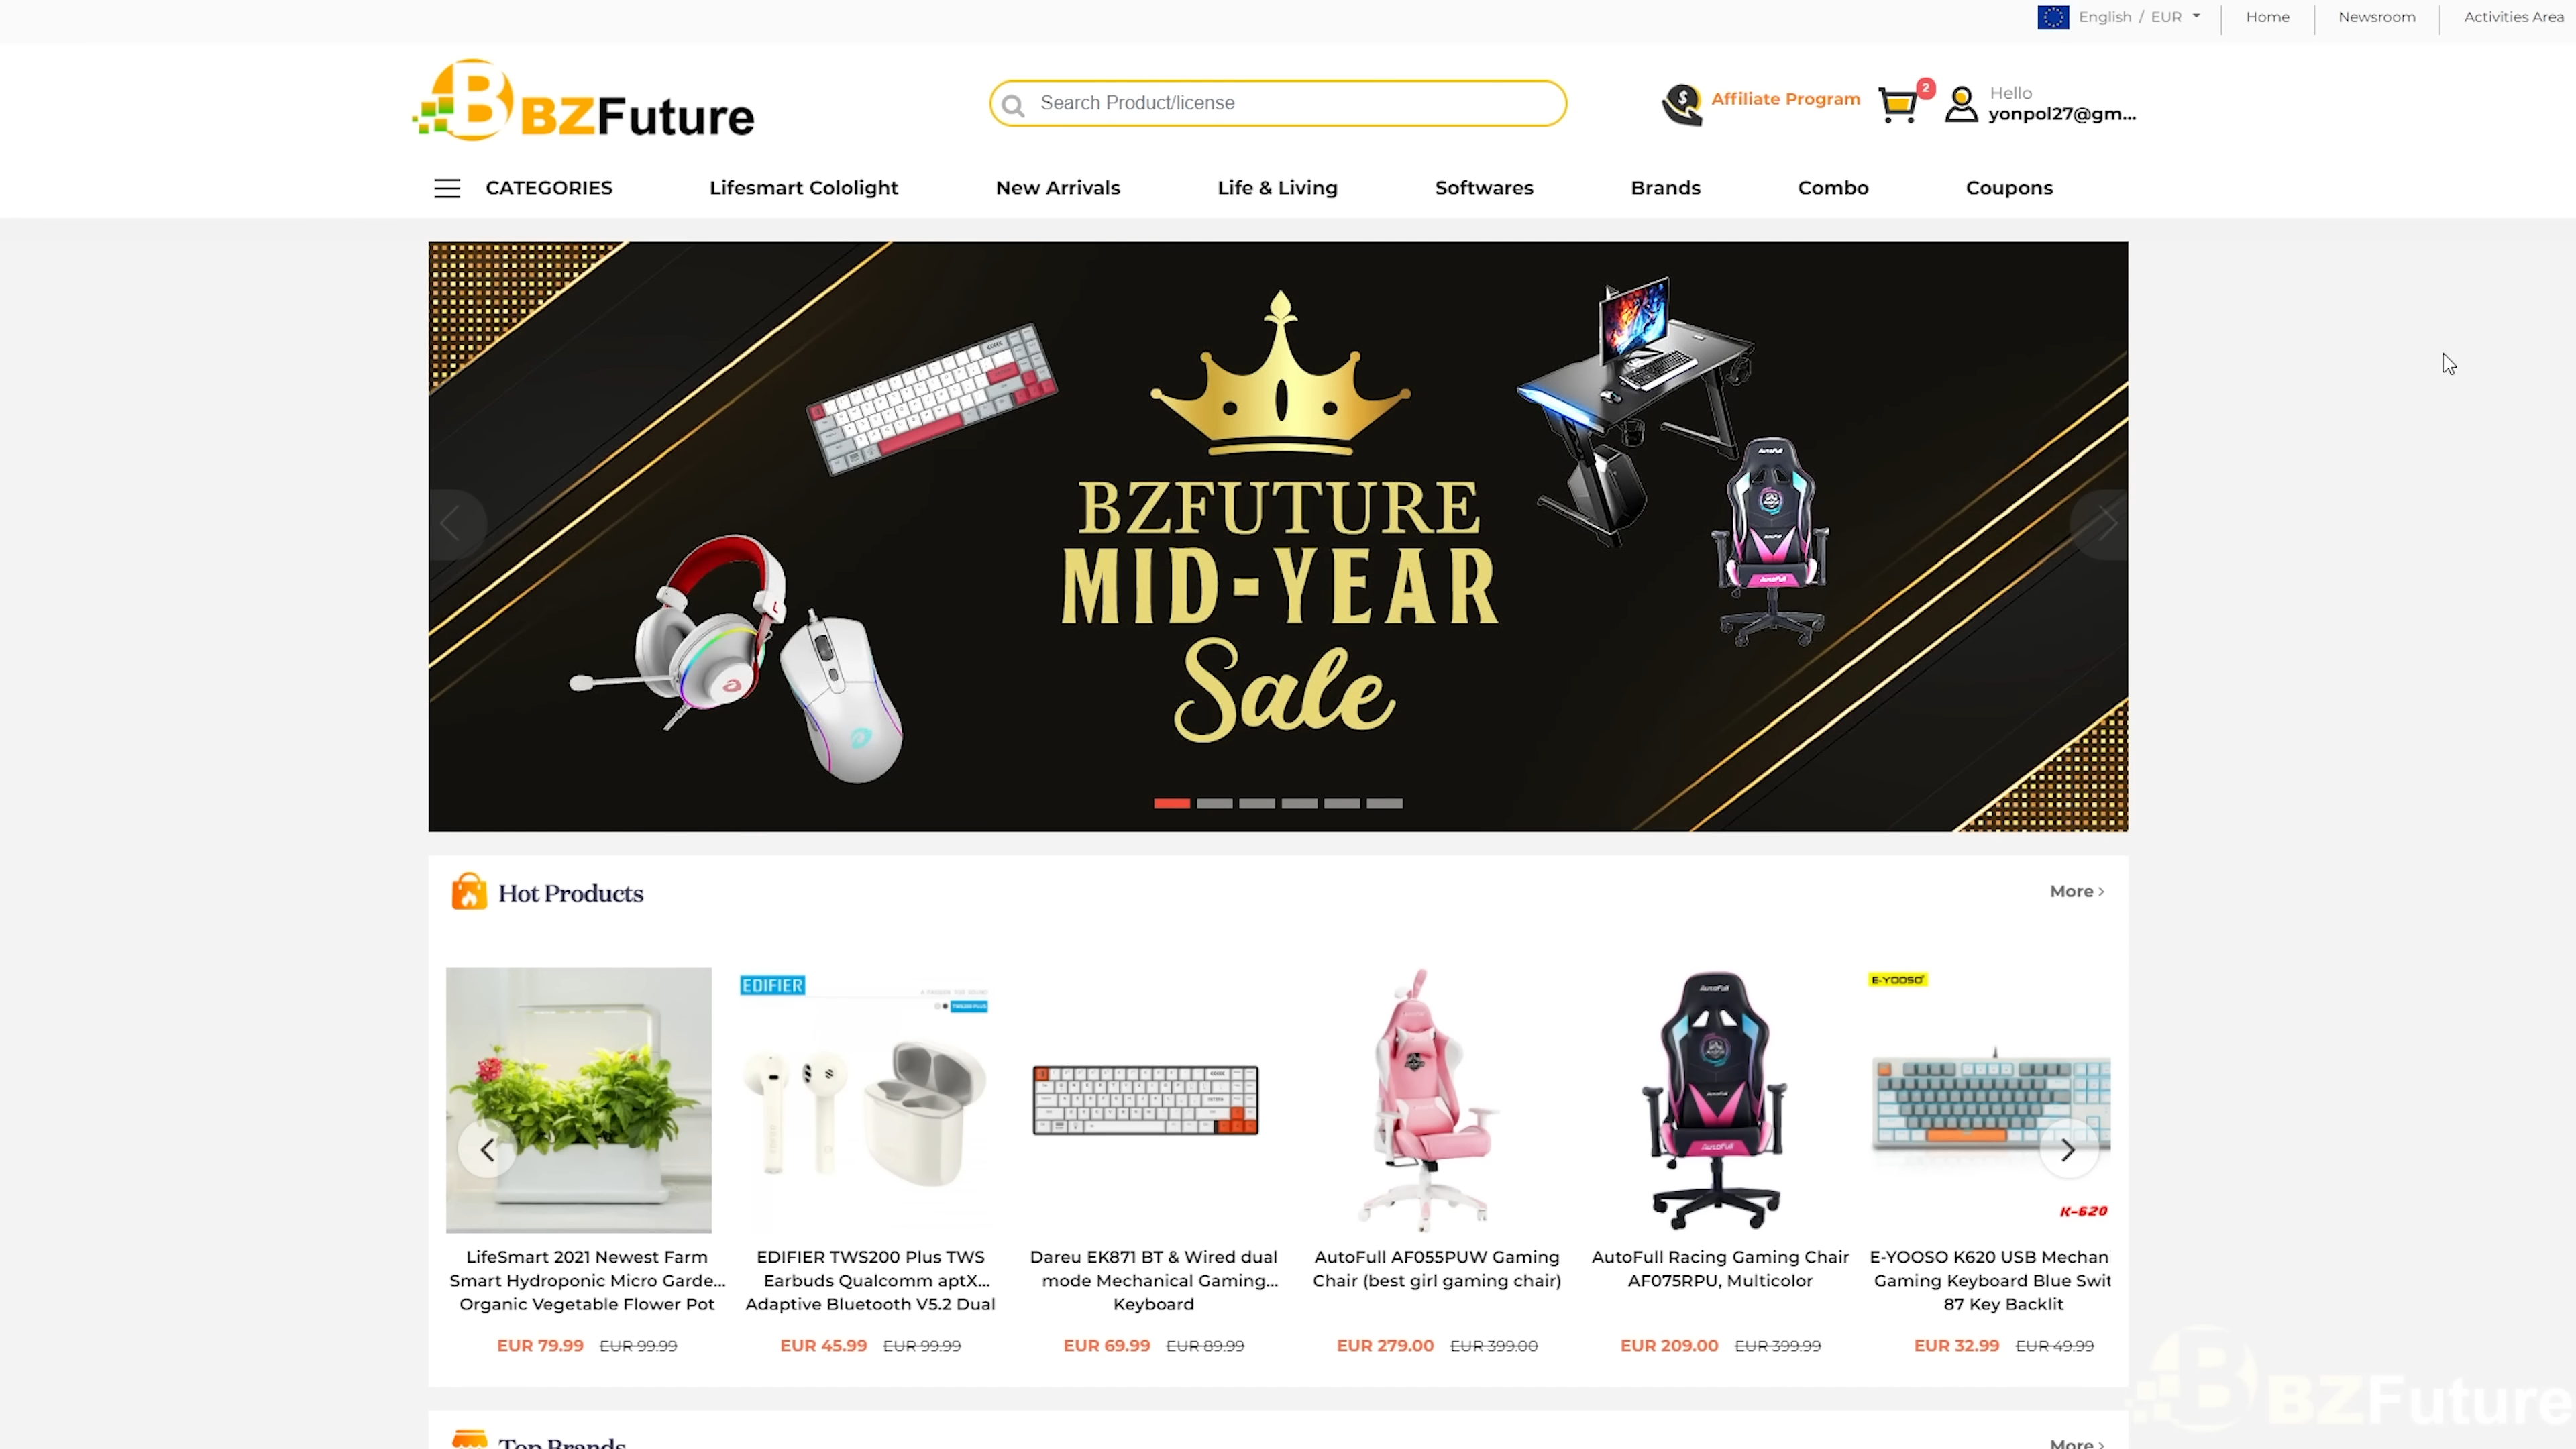 English / EUR
Home
Newsroom
Activities Area
BZFuture
Search Product/license
Affiliate Program
2
Hello
yonpol27@gm...
CATEGORIES
Lifesmart Cololight
New Arrivals
Life & Living
Softwares
Brands
Combo
Coupons
BZFUTURE
MID-YEAR
Sale
Hot Products
More
EDIFIER
TWS200 PLUS
AutoFull
AutoFull
E-YOOSO
K-620
LifeSmart 2021 Newest Farm
Smart Hydroponic Micro Garde...
Organic Vegetable Flower Pot
EUR 79.99 EUR 99.99
EDIFIER TWS200 Plus TWS
Earbuds Qualcomm aptX...
Adaptive Bluetooth V5.2 Dual
EUR 45.99 EUR 99.99
Dareu EK871 BT & Wired dual
mode Mechanical Gaming...
Keyboard
EUR 69.99 EUR 89.99
AutoFull AF055PUW Gaming
Chair (best girl gaming chair)
EUR 279.00 EUR 399.00
AutoFull Racing Gaming Chair
AF075RPU, Multicolor
EUR 209.00 EUR 399.99
E-YOOSO K620 USB Mechan
Gaming Keyboard Blue Swit
87 Key Backlit
EUR 32.99 EUR 49.99
Top Brands
More
BZFuture